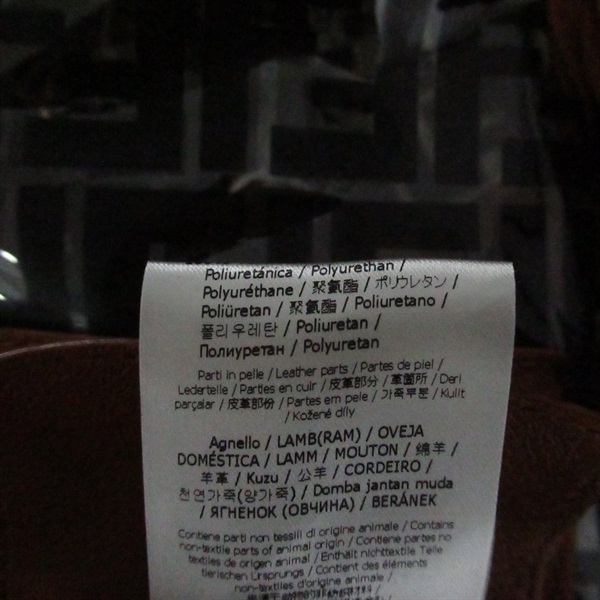 Poliuretánica / Polyurethan /
Polyuréthane / 聚氨酯 / ポリウレタン /
Poliüretan / 聚氨酯 / Poliuretano /
폴리우레탄 / Poliuretan /
Полиуретан / Polyuretan
Parti in pelle / Leather parts / Partes de piel /
Lederteile / Parties en cuir / 皮革部分 / 革箇所 / Deri
parçalar / 皮革部份 / Partes em pele / 가죽부분 / Kulit
/ Kožené díly
Agnello / LAMB(RAM) / OVEJA
DOMÉSTICA / LAMM / MOUTON / 绵羊 /
羊革 / Kuzu / 公羊 / CORDEIRO /
천연가죽(양가죽) / Domba jantan muda
/ ЯГНЕНОК (ОВЧИНА) / BERÁNEK
Contiene parti non tessili di origine animale / Contains
non-textile parts of animal origin / Contiene partes no
textiles de origen animal / Enthält nichttextile Teile
tierischen Ursprungs / Contient des éléments
non-textiles d'origine animale /